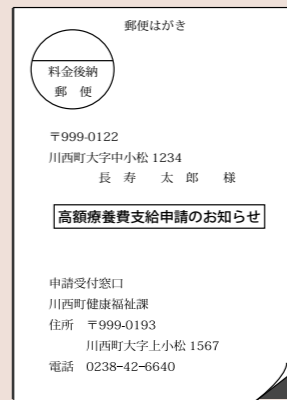 郵便はがき
料金後納
郵 便
〒999-0122
川西町大字中小松 1234
長 寿 太 郎 様
高額療養費支給申請のお知らせ
申請受付窓口
川西町健康福祉課
住所 〒999-0193
川西町大字上小松 1567
電話 0238-42-6640